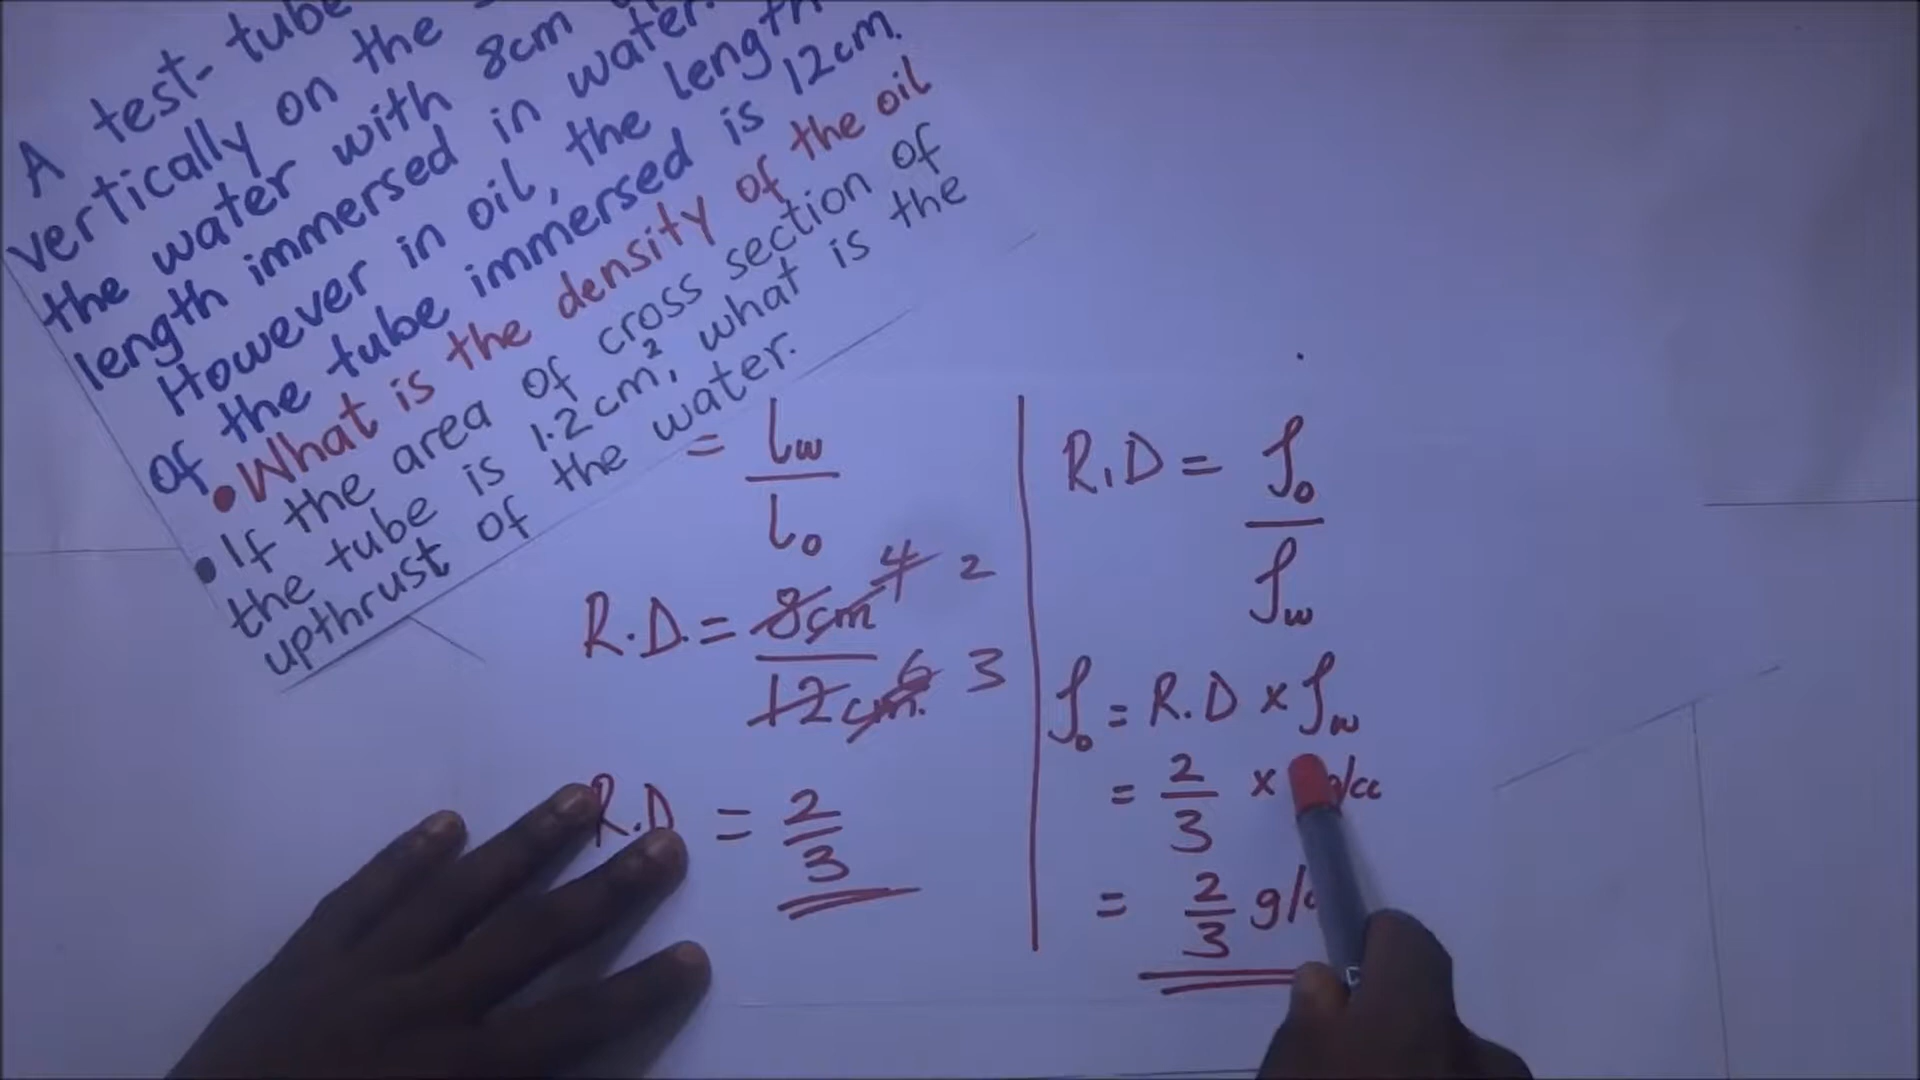 A test-tube
vertically on the
the water with 8cm
length immersed in water.
However in oil, the length
of the tube immersed is 12cm.
• What is the density of the oil
• If the area of cross section of
the tube is 1.2cm², what is the
upthrust of the water.
= lw
lo
R.D. = 8cm 4 2
12cm. 6 3
R.D = 2
3
R.D = ρo
ρw
ρo = R.D × ρw
= 2/3 × g/cc
= 2/3 g/